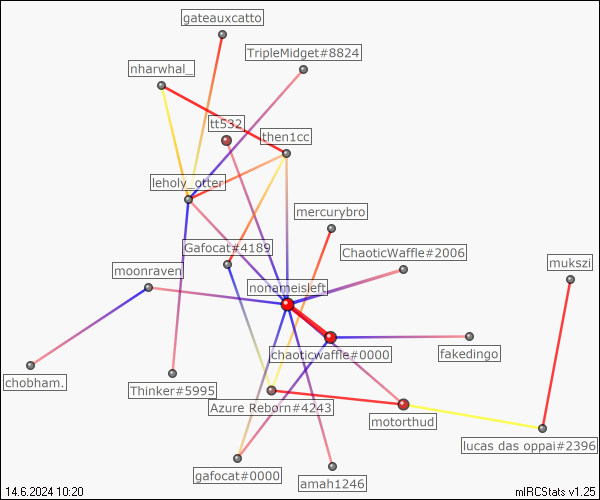 gateauxcatto
TripleMidget#8824
nharwhal_
tt532
then1cc
leholy_otter
mercurybro
Gafocat#4189
ChaoticWaffle#2006
mukszi
moonraven
nonameisleft
chaoticwaffle#0000
fakedingo
chobham.
Thinker#5995
Azure Reborn#4243
motorthud
lucas das oppai#2396
gafocat#0000
amah1246
14.6.2024 10:20
mIRCStats v1.25